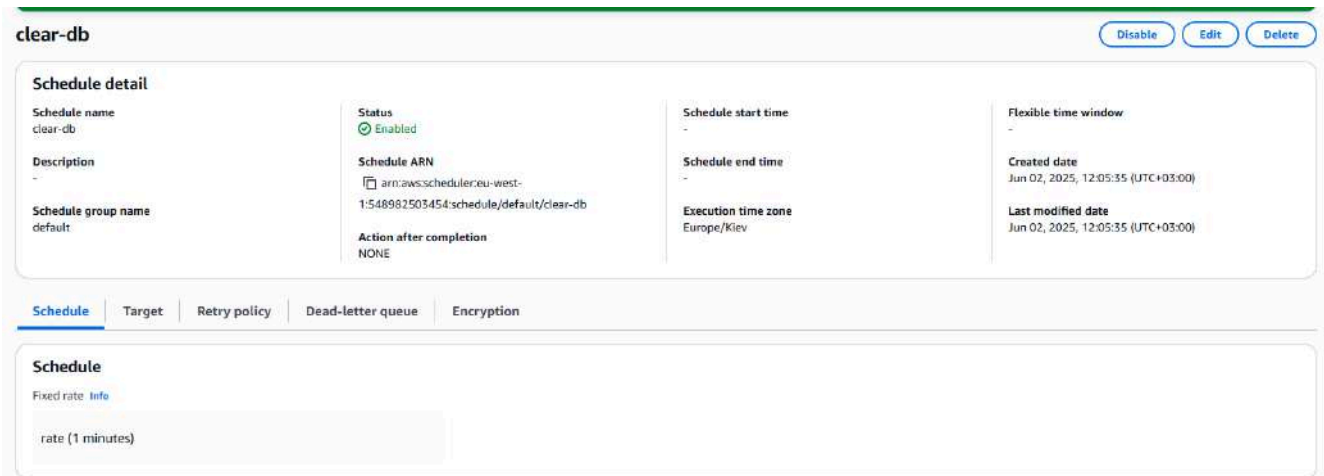 clear-db
Disable
Edit
Delete
Schedule detail
Schedule name
clear-db
Description
-
Schedule group name
default
Status
Enabled
Schedule ARN
arn:aws:scheduler:eu-west-
1:548982503454:schedule/default/clear-db
Action after completion
NONE
Schedule start time
-
Schedule end time
-
Execution time zone
Europe/Kiev
Flexible time window
-
Created date
Jun 02, 2025, 12:05:35 (UTC+03:00)
Last modified date
Jun 02, 2025, 12:05:35 (UTC+03:00)
Schedule
Target
Retry policy
Dead-letter queue
Encryption
Schedule
Fixed rate Info
rate (1 minutes)